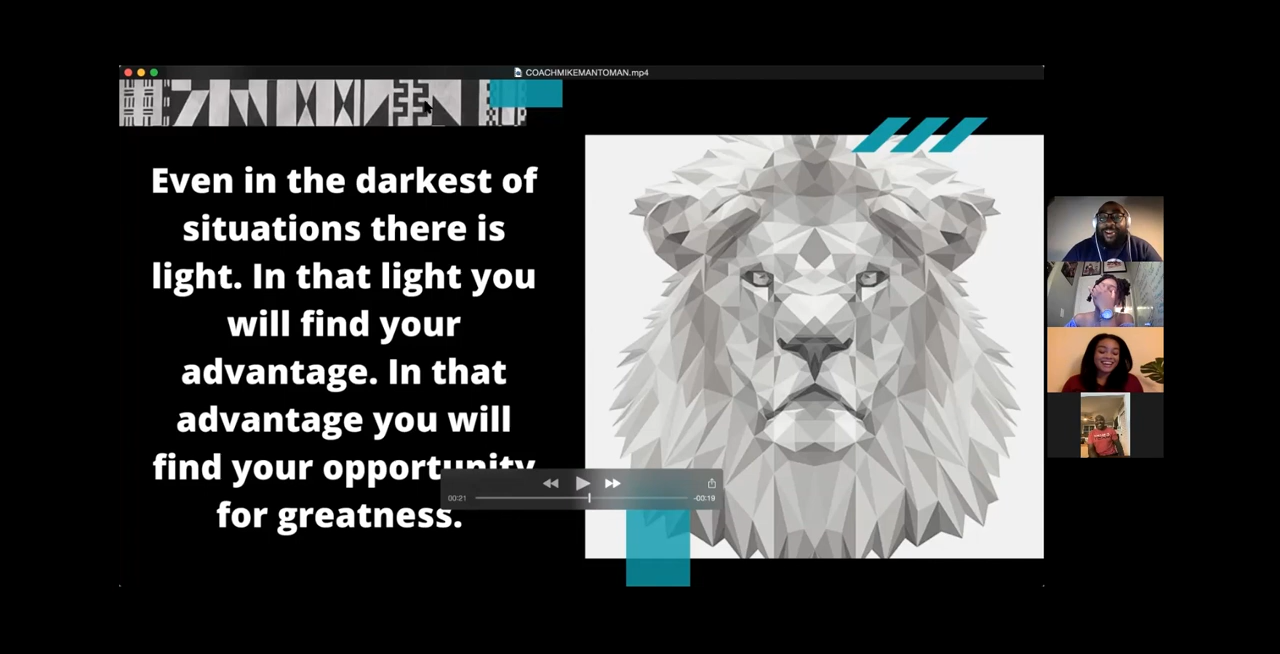 COACHMIKEMANTOMAN.mp4
Even in the darkest of
situations there is
light. In that light you
will find your
advantage. In that
advantage you will
find your opportunity
for greatness.
00:21
-00:19